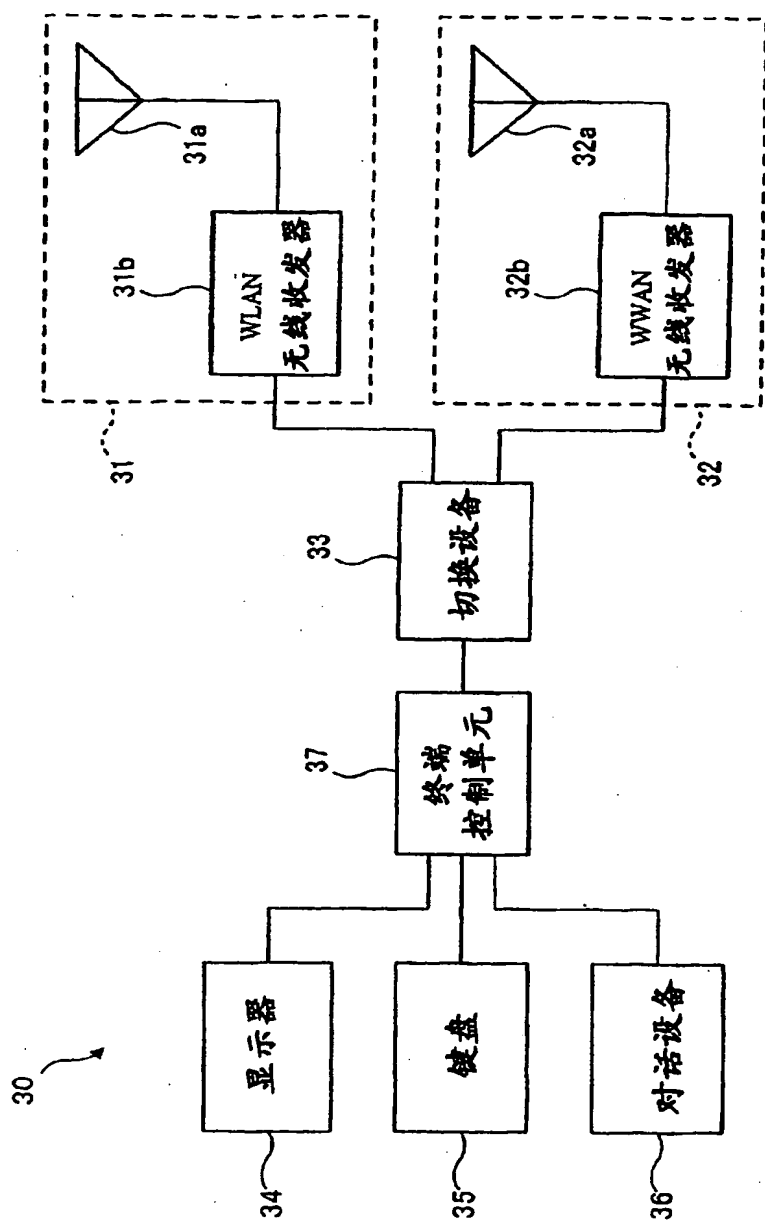 30
34
显示器
35
键盘
36
对话设备
37
终端
控制单元
33
切换设备
31
31b
WLAN
无线收发器
31a
32
32b
WWAN
无线收发器
32a